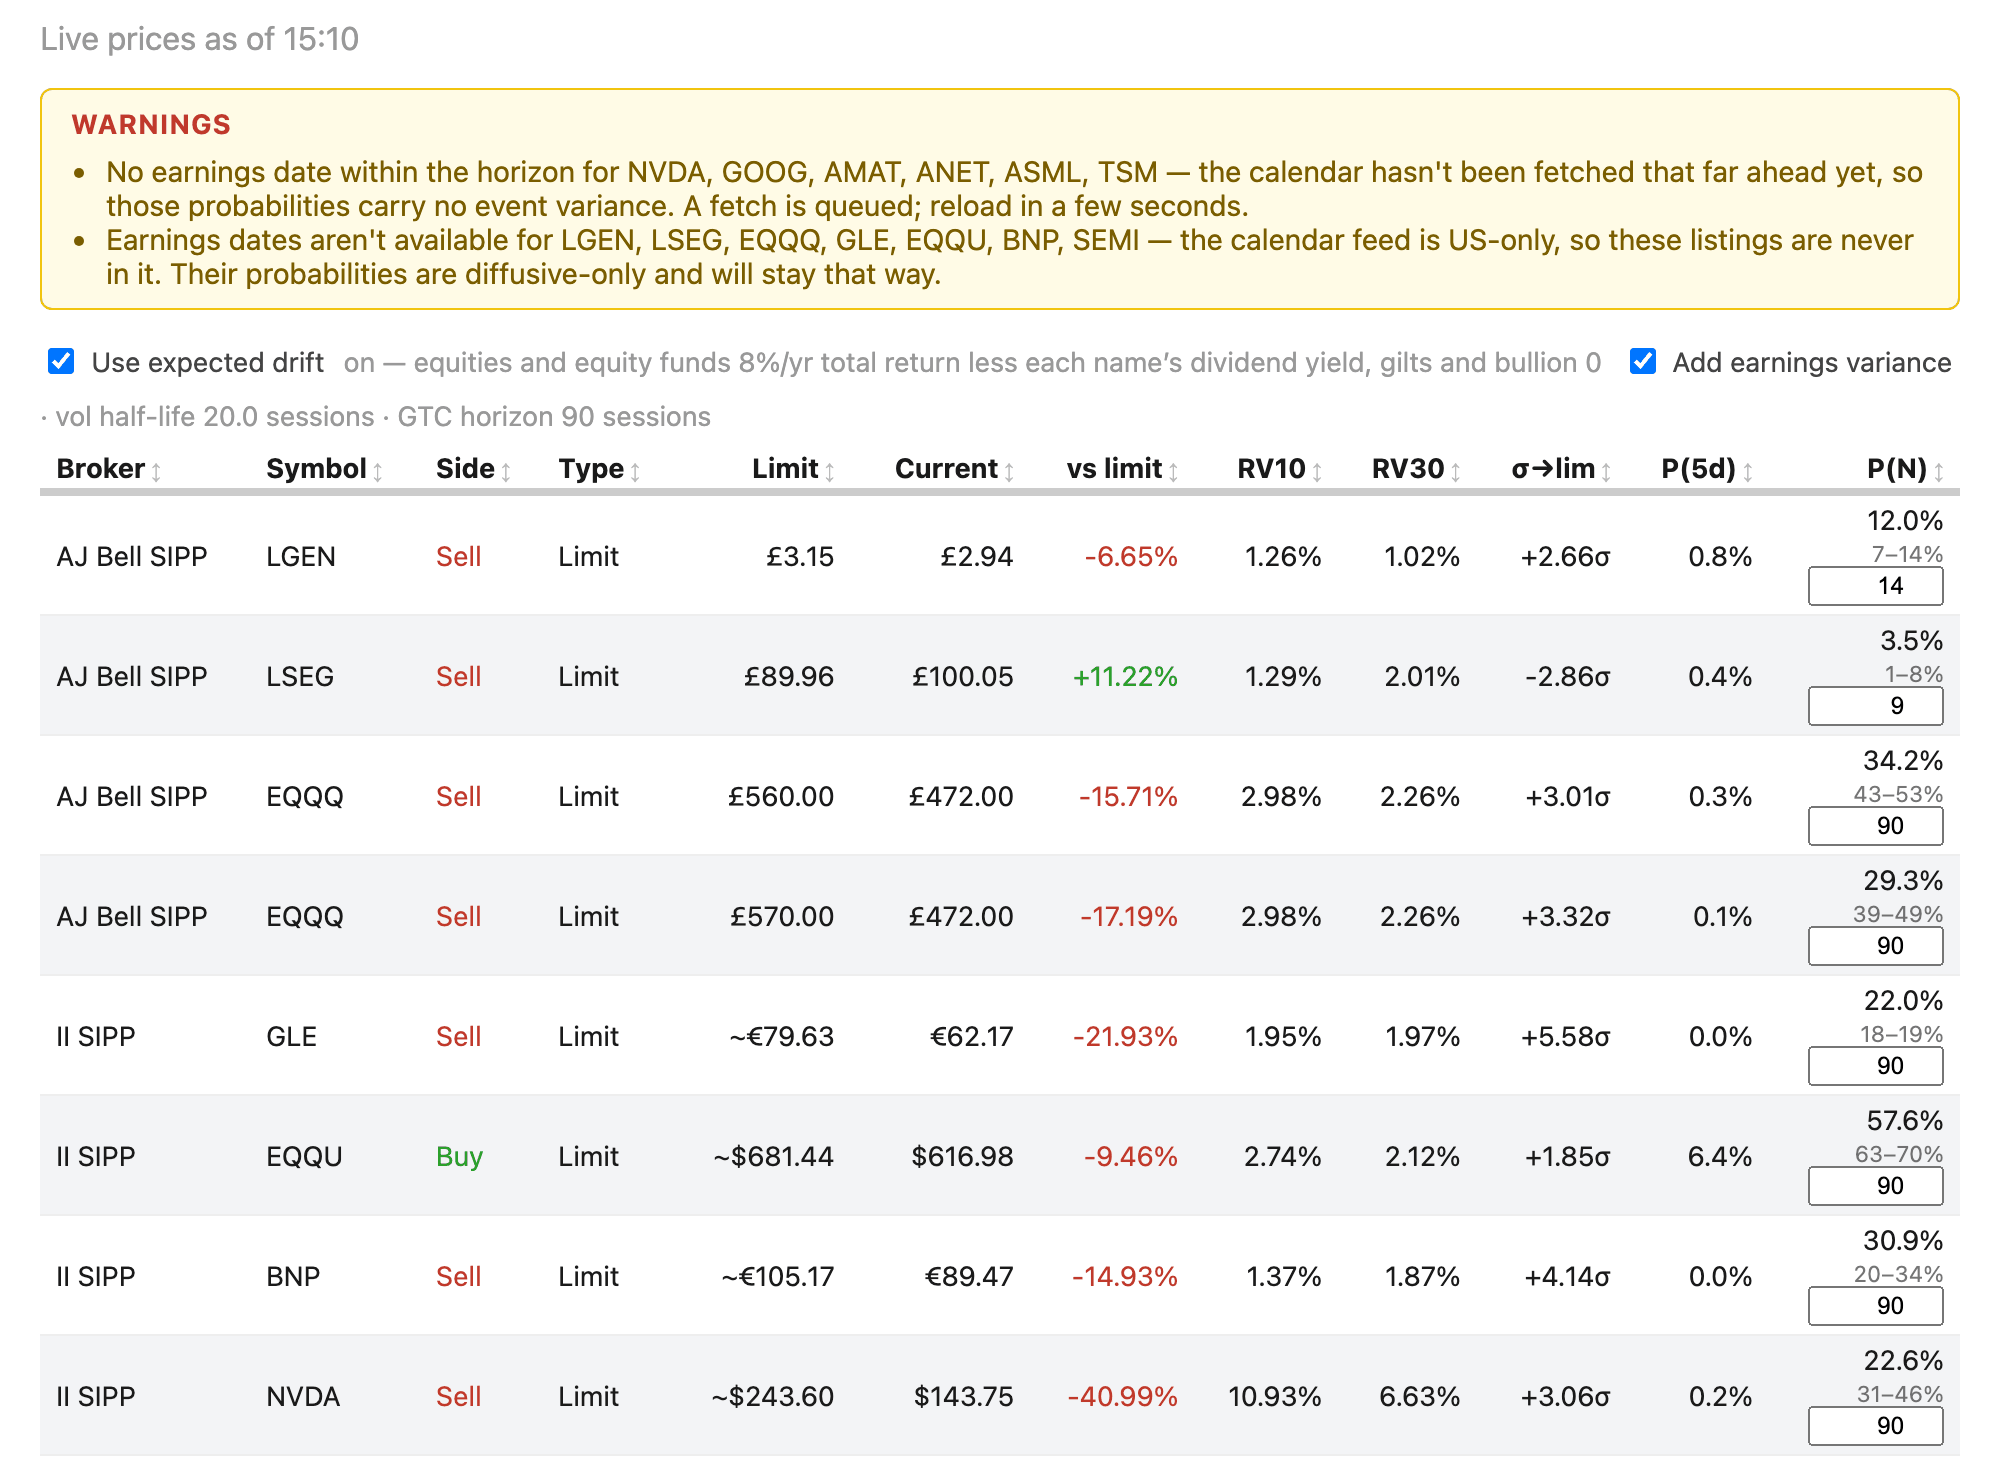 Live prices as of 15:10
WARNINGS
• No earnings date within the horizon for NVDA, GOOG, AMAT, ANET, ASML, TSM — the calendar hasn't been fetched that far ahead yet, so
those probabilities carry no event variance. A fetch is queued; reload in a few seconds.
• Earnings dates aren't available for LGEN, LSEG, EQQQ, GLE, EQQU, BNP, SEMI — the calendar feed is US-only, so these listings are never
in it. Their probabilities are diffusive-only and will stay that way.
Use expected drift on — equities and equity funds 8%/yr total return less each name’s dividend yield, gilts and bullion 0 Add earnings variance
· vol half-life 20.0 sessions · GTC horizon 90 sessions
Broker↕ Symbol↕ Side↕ Type↕ Limit↕ Current↕ vs limit↕ RV10↕ RV30↕ σ→lim↕ P(5d)↕ P(N)↕
AJ Bell SIPP LGEN Sell Limit £3.15 £2.94 -6.65% 1.26% 1.02% +2.66σ 0.8% 12.0%
7–14%
14
AJ Bell SIPP LSEG Sell Limit £89.96 £100.05 +11.22% 1.29% 2.01% -2.86σ 0.4% 3.5%
1–8%
9
AJ Bell SIPP EQQQ Sell Limit £560.00 £472.00 -15.71% 2.98% 2.26% +3.01σ 0.3% 34.2%
43–53%
90
AJ Bell SIPP EQQQ Sell Limit £570.00 £472.00 -17.19% 2.98% 2.26% +3.32σ 0.1% 29.3%
39–49%
90
II SIPP GLE Sell Limit ~€79.63 €62.17 -21.93% 1.95% 1.97% +5.58σ 0.0% 22.0%
18–19%
90
II SIPP EQQU Buy Limit ~$681.44 $616.98 -9.46% 2.74% 2.12% +1.85σ 6.4% 57.6%
63–70%
90
II SIPP BNP Sell Limit ~€105.17 €89.47 -14.93% 1.37% 1.87% +4.14σ 0.0% 30.9%
20–34%
90
II SIPP NVDA Sell Limit ~$243.60 $143.75 -40.99% 10.93% 6.63% +3.06σ 0.2% 22.6%
31–46%
90